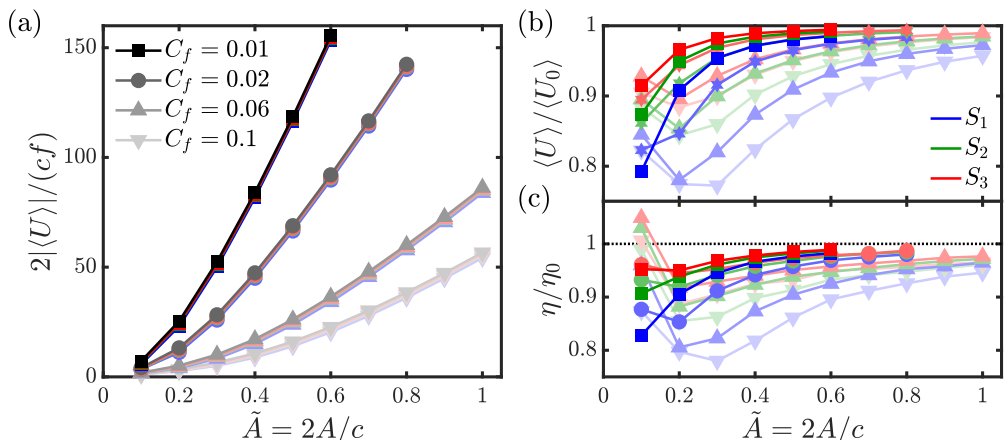 (a)
2|⟨U⟩|/(cf)
150
100
50
0
C_f = 0.01
C_f = 0.02
C_f = 0.06
C_f = 0.1
0 0.2 0.4 0.6 0.8 1
Ã = 2A/c
(b)
⟨U⟩/⟨U_0⟩
1
0.9
0.8
S_1
S_2
S_3
(c)
η/η_0
1
0.9
0.8
0 0.2 0.4 0.6 0.8 1
Ã = 2A/c